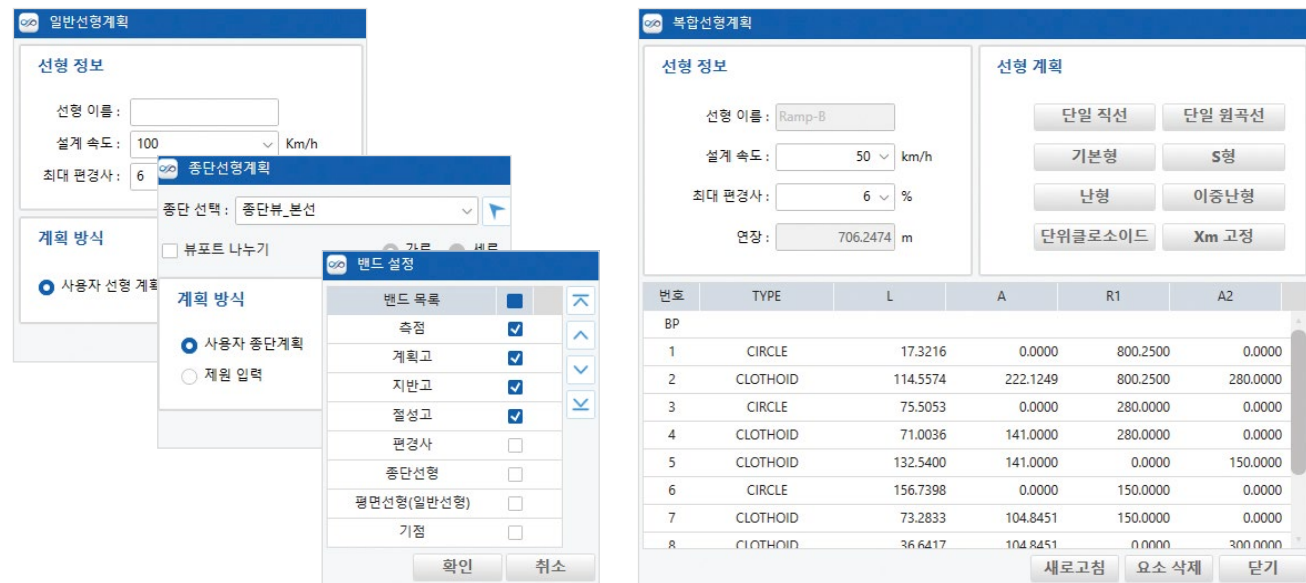 일반선형계획
선형 정보
선형 이름 :
설계 속도 : 100 Km/h
최대 편경사 : 6
계획 방식
사용자 선형 계획
종단선형계획
종단 선택 : 종단뷰_본선
뷰포트 나누기 가로 세로
계획 방식
사용자 종단계획
제원 입력
밴드 설정
밴드 목록
측점
계획고
지반고
절성고
편경사
종단선형
평면선형(일반선형)
기점
확인 취소
복합선형계획
선형 정보
선형 이름 : Ramp-B
설계 속도 : 50 km/h
최대 편경사 : 6 %
연장 : 706.2474 m
선형 계획
단일 직선 단일 원곡선
기본형 S형
난형 이중난형
단위클로소이드 Xm 고정
번호 TYPE L A R1 A2
BP
1 CIRCLE 17.3216 0.0000 800.2500 0.0000
2 CLOTHOID 114.5574 222.1249 800.2500 280.0000
3 CIRCLE 75.5053 0.0000 280.0000 0.0000
4 CLOTHOID 71.0036 141.0000 280.0000 0.0000
5 CLOTHOID 132.5400 141.0000 0.0000 150.0000
6 CIRCLE 156.7398 0.0000 150.0000 0.0000
7 CLOTHOID 73.2833 104.8451 150.0000 0.0000
8 CLOTHOID 36.6417 104.8451 0.0000 300.0000
새로고침 요소 삭제 닫기